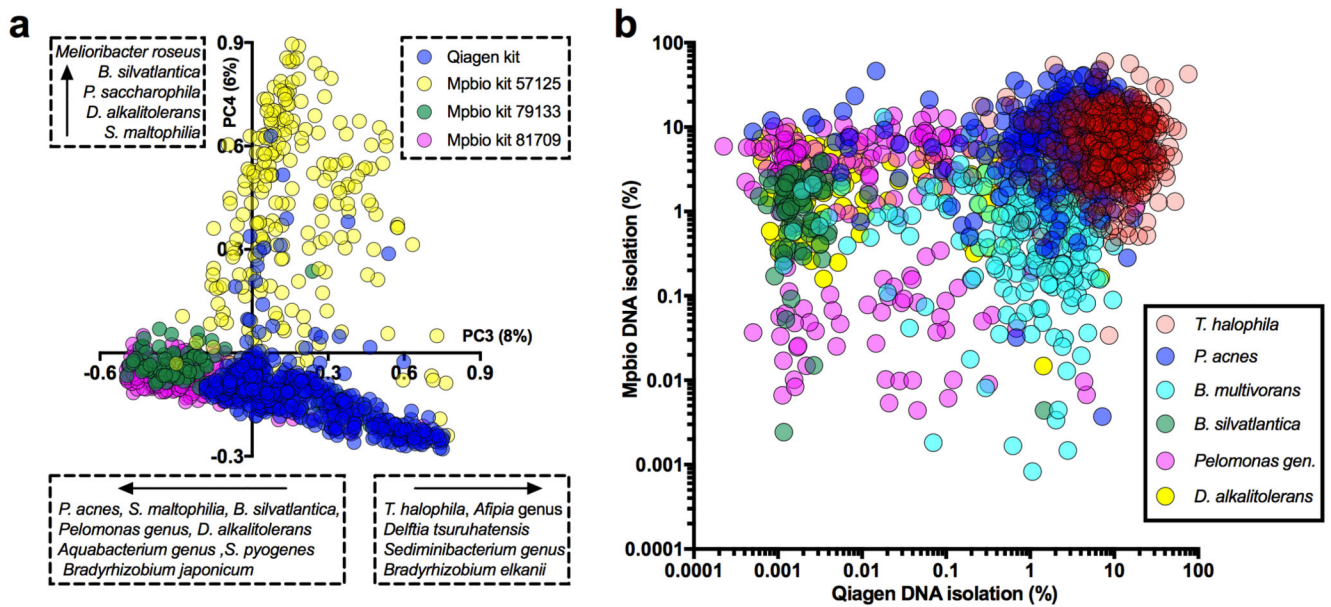 a
Melioribacter roseus
B. silvatlantica
P. saccharophila
D. alkalitolerans
S. maltophilia
0.9
PC4 (6%)
0.6
0.3
-0.3
Qiagen kit
Mpbio kit 57125
Mpbio kit 79133
Mpbio kit 81709
PC3 (8%)
-0.6
-0.3
0.3
0.6
0.9
P. acnes, S. maltophilia, B. silvatlantica,
Pelomonas genus, D. alkalitolerans
Aquabacterium genus ,S. pyogenes
Bradyrhizobium japonicum
T. halophila, Afipia genus
Delftia tsuruhatensis
Sediminibacterium genus
Bradyrhizobium elkanii
b
Mpbio DNA isolation (%)
100
10
1
0.1
0.01
0.001
0.0001
0.0001
0.001
0.01
0.1
1
10
100
Qiagen DNA isolation (%)
T. halophila
P. acnes
B. multivorans
B. silvatlantica
Pelomonas gen.
D. alkalitolerans